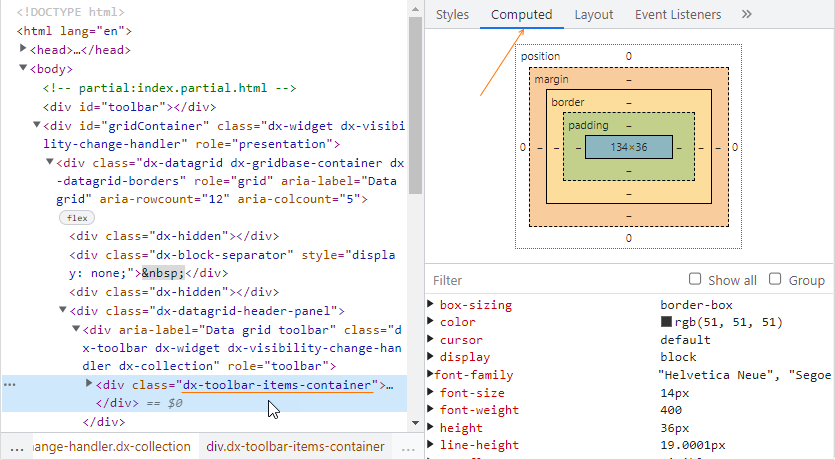 <!DOCTYPE html>
<html lang="en">
<head>…</head>
<body>
<!-- partial:index.partial.html -->
<div id="toolbar"></div>
<div id="gridContainer" class="dx-widget dx-visibi
lity-change-handler" role="presentation">
<div class="dx-datagrid dx-gridbase-container dx
-datagrid-borders" role="grid" aria-label="Data
grid" aria-rowcount="12" aria-colcount="5">
flex
<div class="dx-hidden"></div>
<div class="dx-block-separator" style="displa
y: none;">&nbsp;</div>
<div class="dx-hidden"></div>
<div class="dx-datagrid-header-panel">
<div aria-label="Data grid toolbar" class="d
x-toolbar dx-widget dx-visibility-change-han
dler dx-collection" role="toolbar">
… <div class="dx-toolbar-items-container">…
</div> == $0
</div>
… hange-handler.dx-collection div.dx-toolbar-items-container …
Styles Computed Layout Event Listeners »
position 0
margin –
border –
padding –
0 – – – 134×36 – – – 0
–
–
–
0
Filter Show all Group
box-sizing border-box
color rgb(51, 51, 51)
cursor default
display block
font-family "Helvetica Neue", "Segoe
font-size 14px
font-weight 400
height 36px
line-height 19.0001px